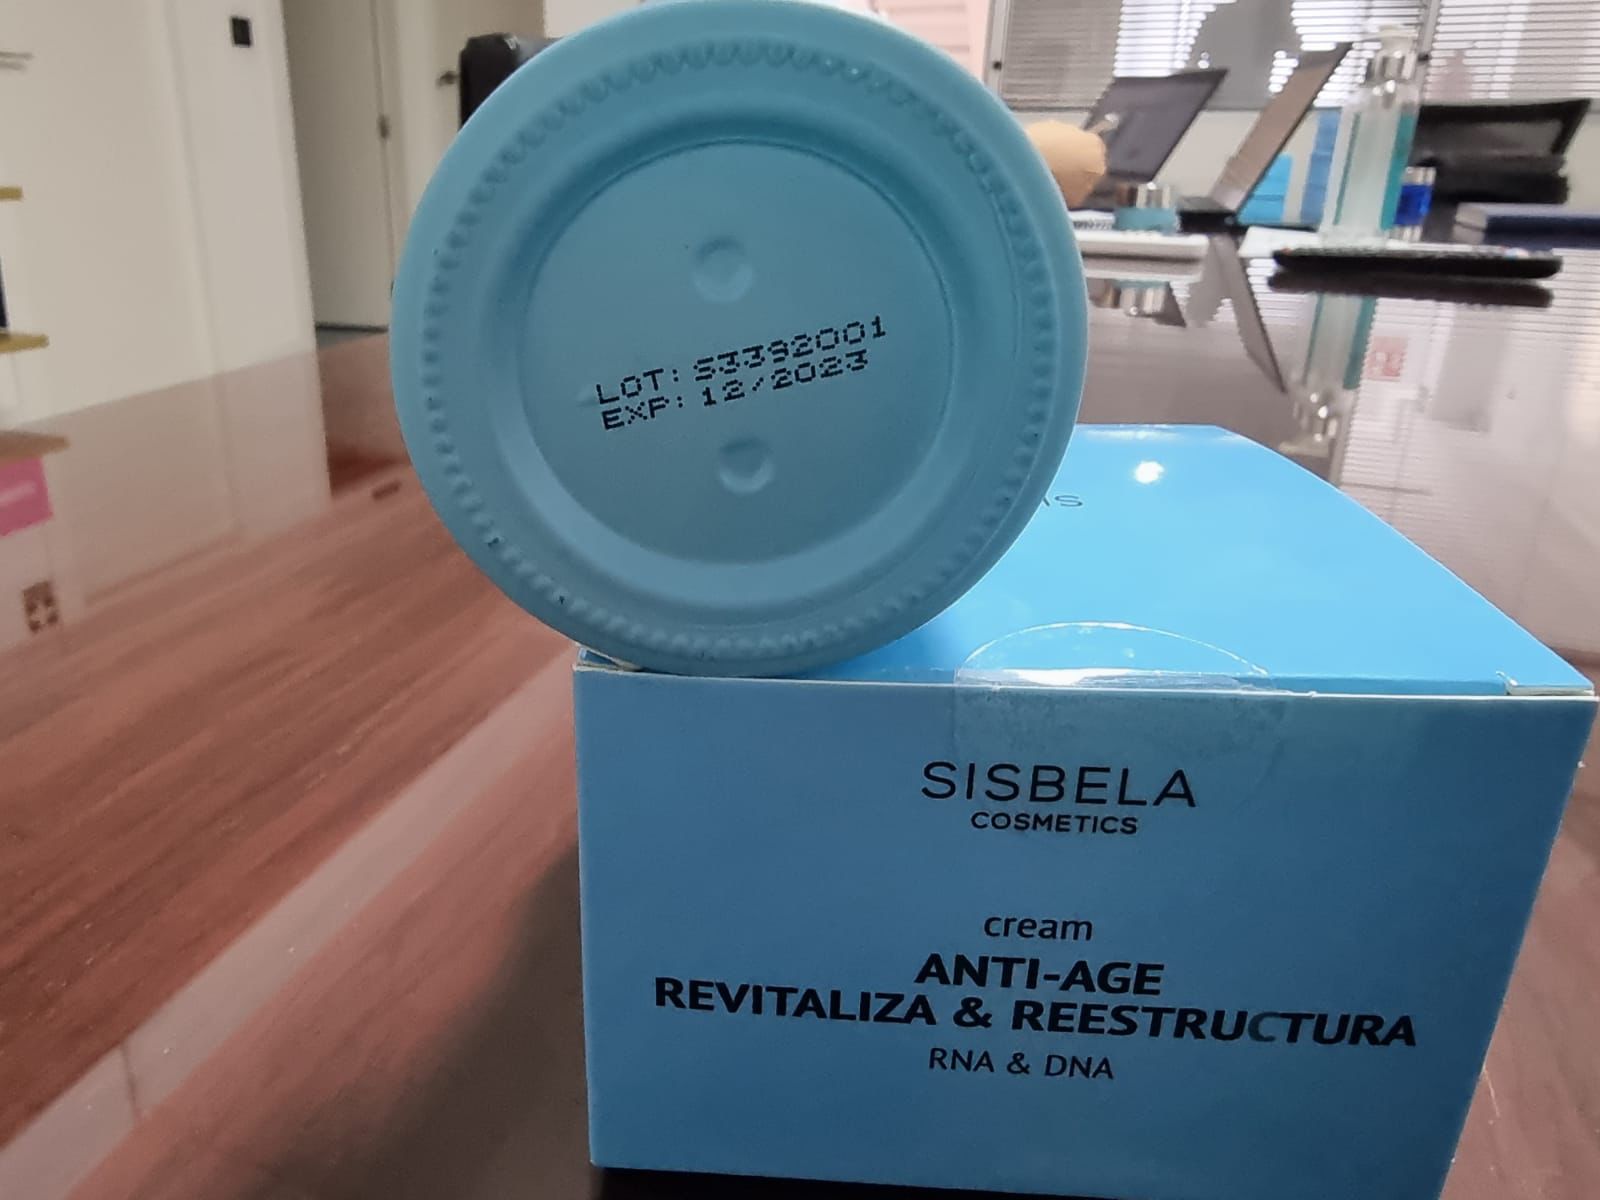 LOT: S3392001
EXP: 12/2023
SISBELA
COSMETICS
cream
ANTI-AGE
REVITALIZA & REESTRUCTURA
RNA & DNA